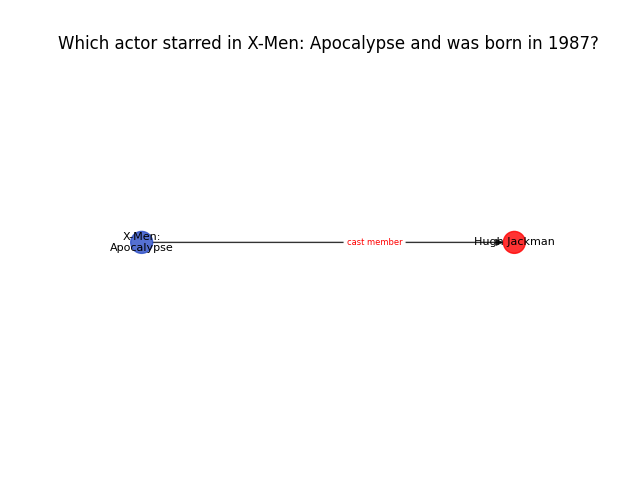 Which actor starred in X-Men: Apocalypse and was born in 1987?
X-Men:
Apocalypse
cast member
Hugh Jackman